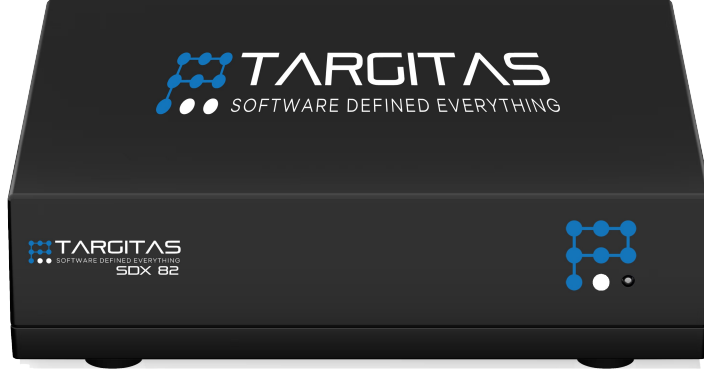 TARGITAS
SOFTWARE DEFINED EVERYTHING
TARGITAS
SOFTWARE DEFINED EVERYTHING
SDX 82